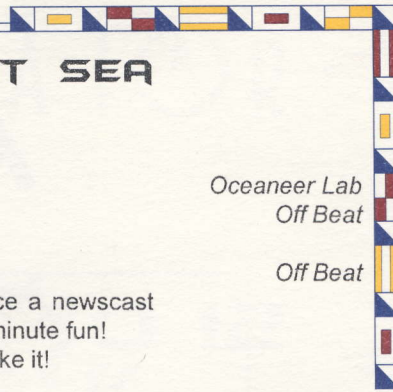 T SEA
Oceaneer Lab
Off Beat
Off Beat
ce a newscast
minute fun!
ke it!